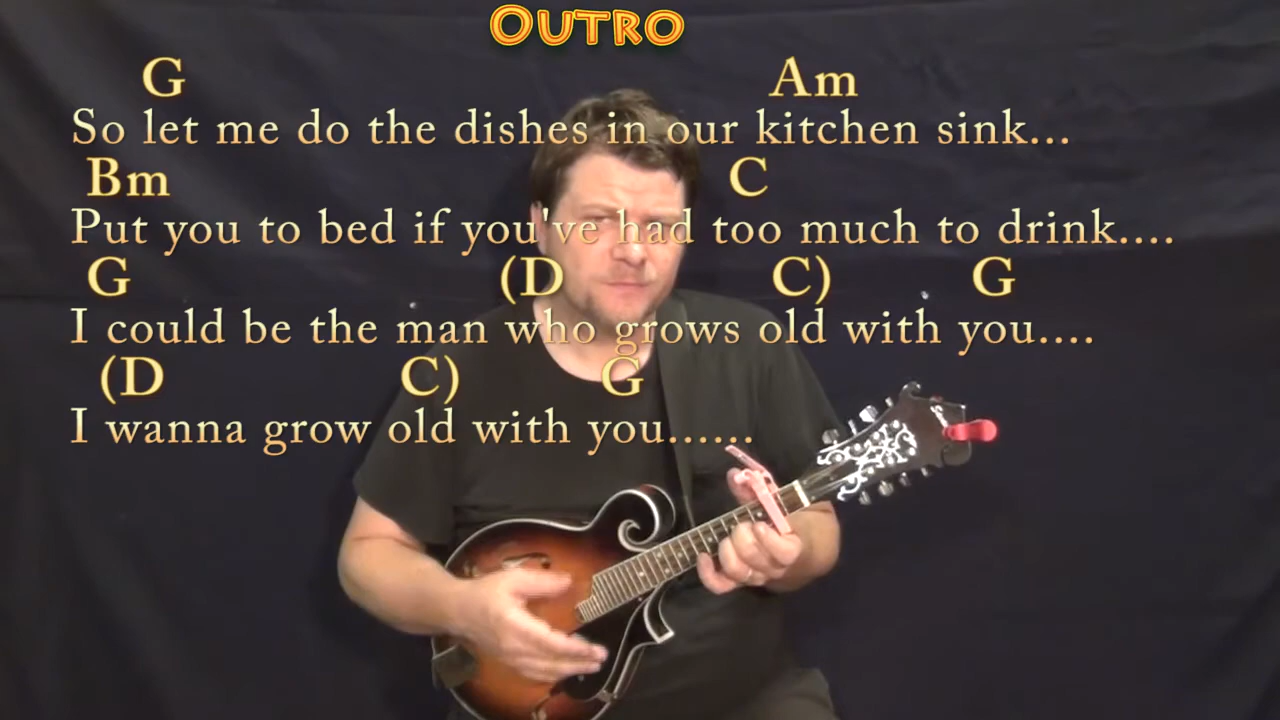 OUTRO
G Am
So let me do the dishes in our kitchen sink...
Bm C
Put you to bed if you've had too much to drink....
G (D C) G
I could be the man who grows old with you....
(D C) G
I wanna grow old with you......